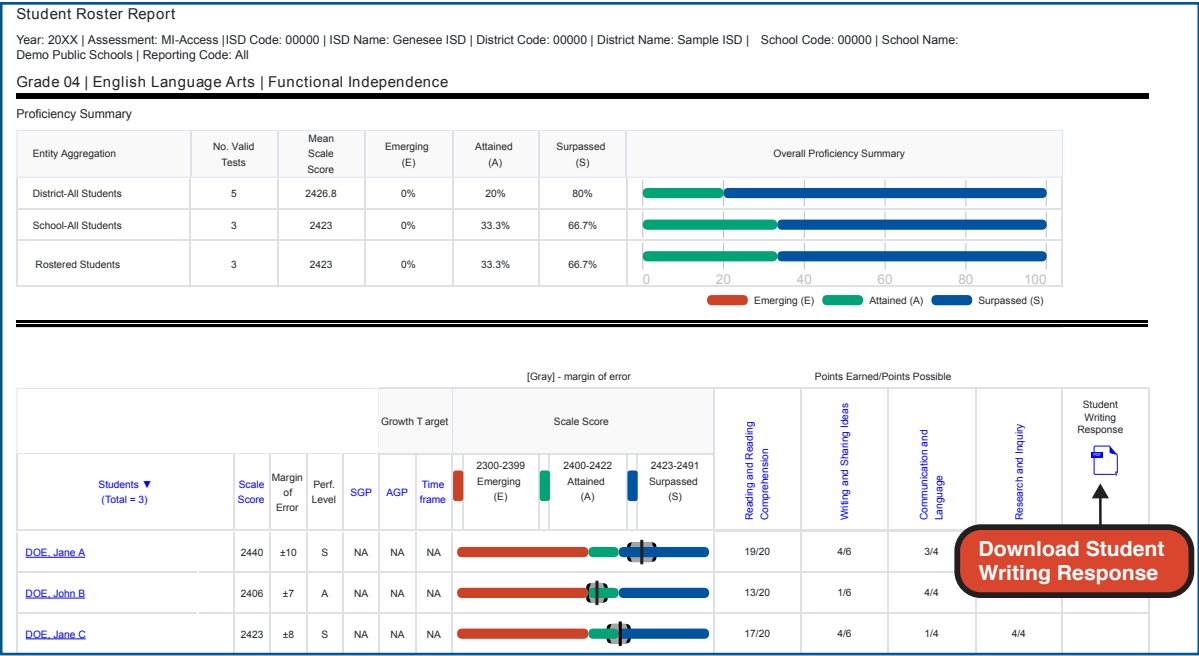 Student Roster Report
Year: 20XX | Assessment: MI-Access |ISD Code: 00000 | ISD Name: Genesee ISD | District Code: 00000 | District Name: Sample ISD | School Code: 00000 | School Name:
Demo Public Schools | Reporting Code: All
Grade 04 | English Language Arts | Functional Independence
Proficiency Summary
Entity Aggregation
No. Valid
Tests
Mean
Scale
Score
Emerging
(E)
Attained
(A)
Surpassed
(S)
Overall Proficiency Summary
District-All Students 5 2426.8 0% 20% 80%
School-All Students 3 2423 0% 33.3% 66.7%
Rostered Students 3 2423 0% 33.3% 66.7%
0 20 40 60 80 100
Emerging (E) Attained (A) Surpassed (S)
[Gray] - margin of error
Points Earned/Points Possible
Growth T arget
Scale Score
Students ▼
(Total = 3)
Scale
Score
Margin
of
Error
Perf.
Level
SGP
AGP
Time
frame
2300-2399
Emerging
(E)
2400-2422
Attained
(A)
2423-2491
Surpassed
(S)
Reading and Reading
Comprehension
Writing and Sharing Ideas
Communication and
Language
Research and Inquiry
Student
Writing
Response
PDF
Download Student
Writing Response
DOE, Jane A 2440 ±10 S NA NA NA 19/20 4/6 3/4
DOE, John B 2406 ±7 A NA NA NA 13/20 1/6 4/4
DOE, Jane C 2423 ±8 S NA NA NA 17/20 4/6 1/4 4/4